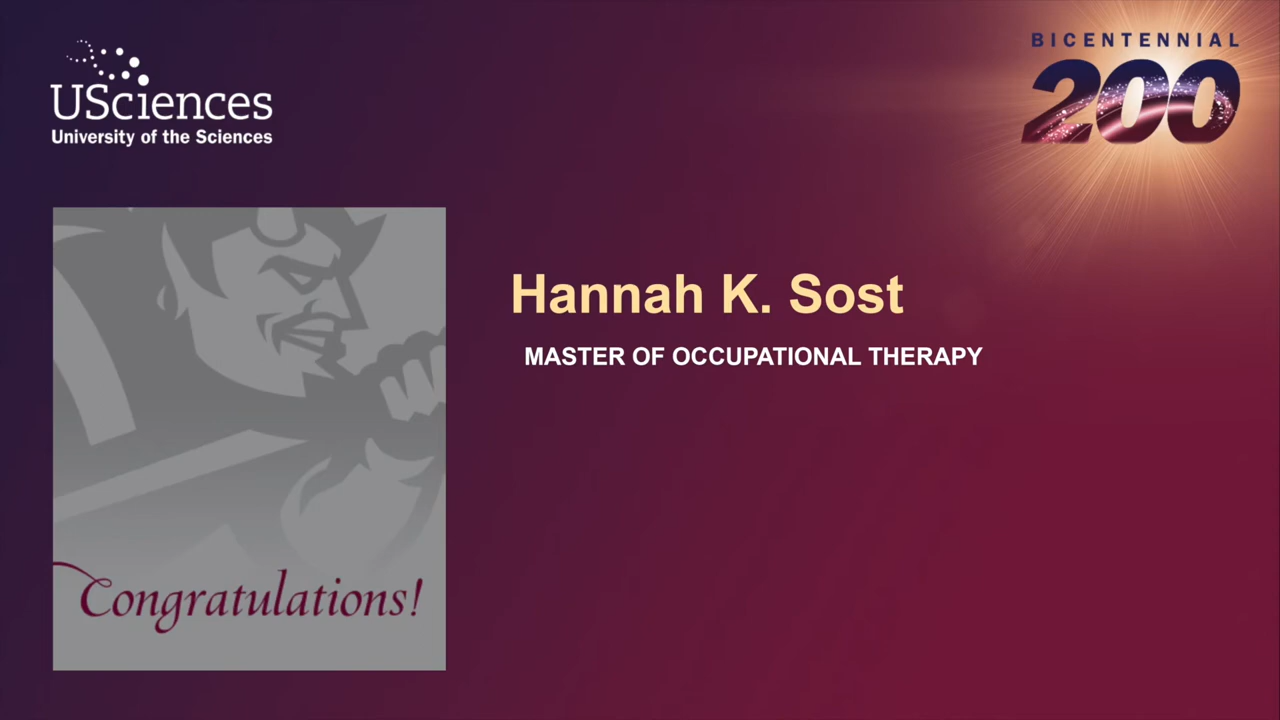 USciences
University of the Sciences
BICENTENNIAL
200
Hannah K. Sost
MASTER OF OCCUPATIONAL THERAPY
Congratulations!